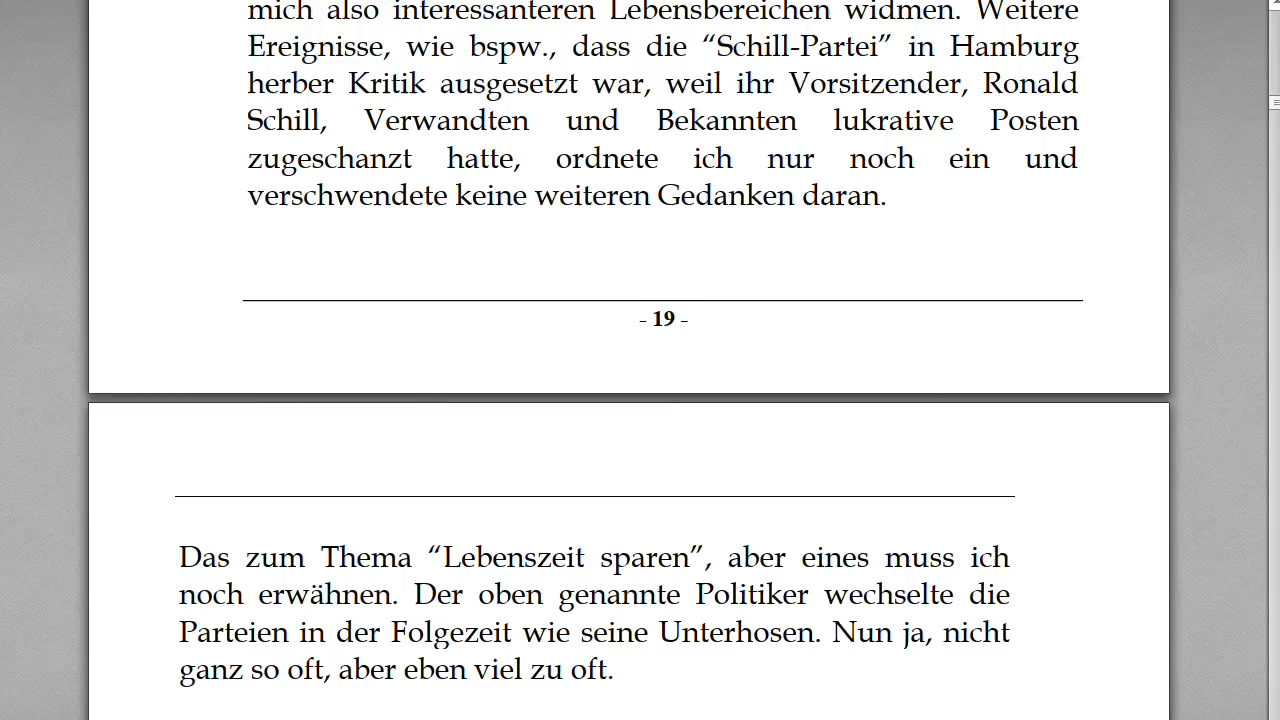 mich also interessanteren Lebensbereichen widmen. Weitere
Ereignisse, wie bspw., dass die “Schill-Partei” in Hamburg
herber Kritik ausgesetzt war, weil ihr Vorsitzender, Ronald
Schill, Verwandten und Bekannten lukrative Posten
zugeschanzt hatte, ordnete ich nur noch ein und
verschwendete keine weiteren Gedanken daran.
- 19 -
Das zum Thema “Lebenszeit sparen”, aber eines muss ich
noch erwähnen. Der oben genannte Politiker wechselte die
Parteien in der Folgezeit wie seine Unterhosen. Nun ja, nicht
ganz so oft, aber eben viel zu oft.